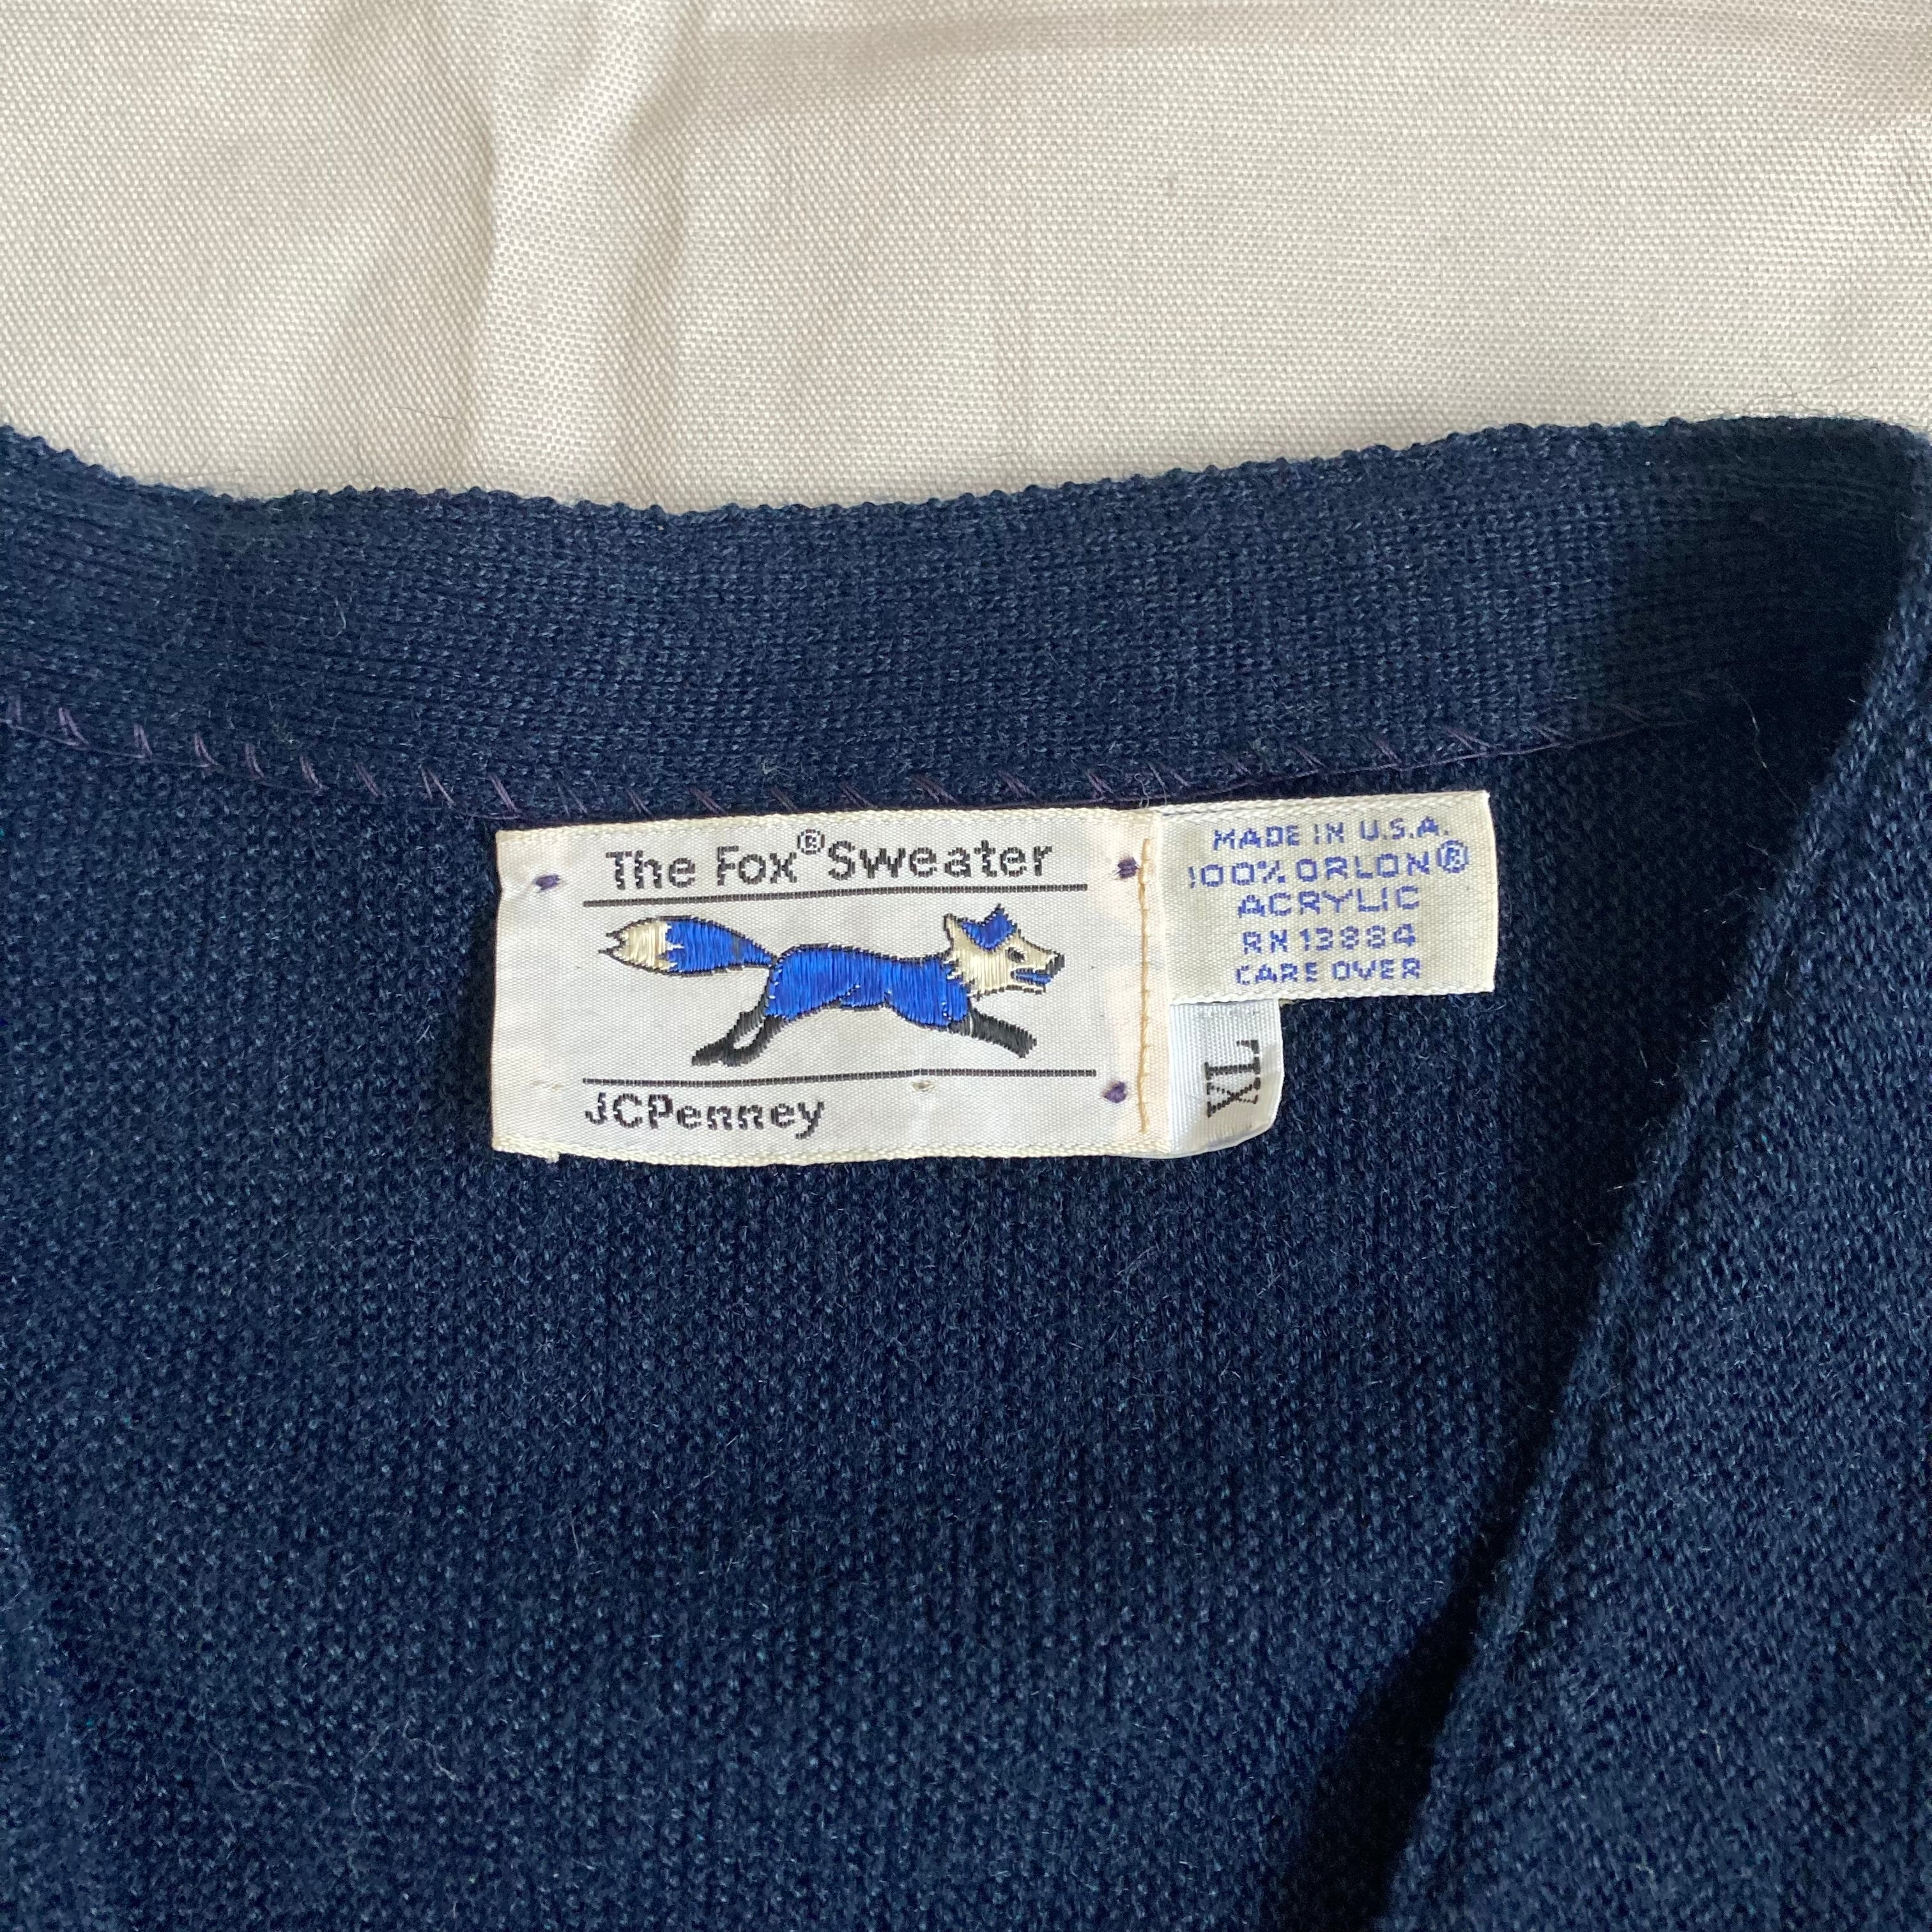 The Fox® Sweater
JCPenney
MADE IN U.S.A.
100% ORLON®
ACRYLIC
RN 13884
CARE OVER
XL